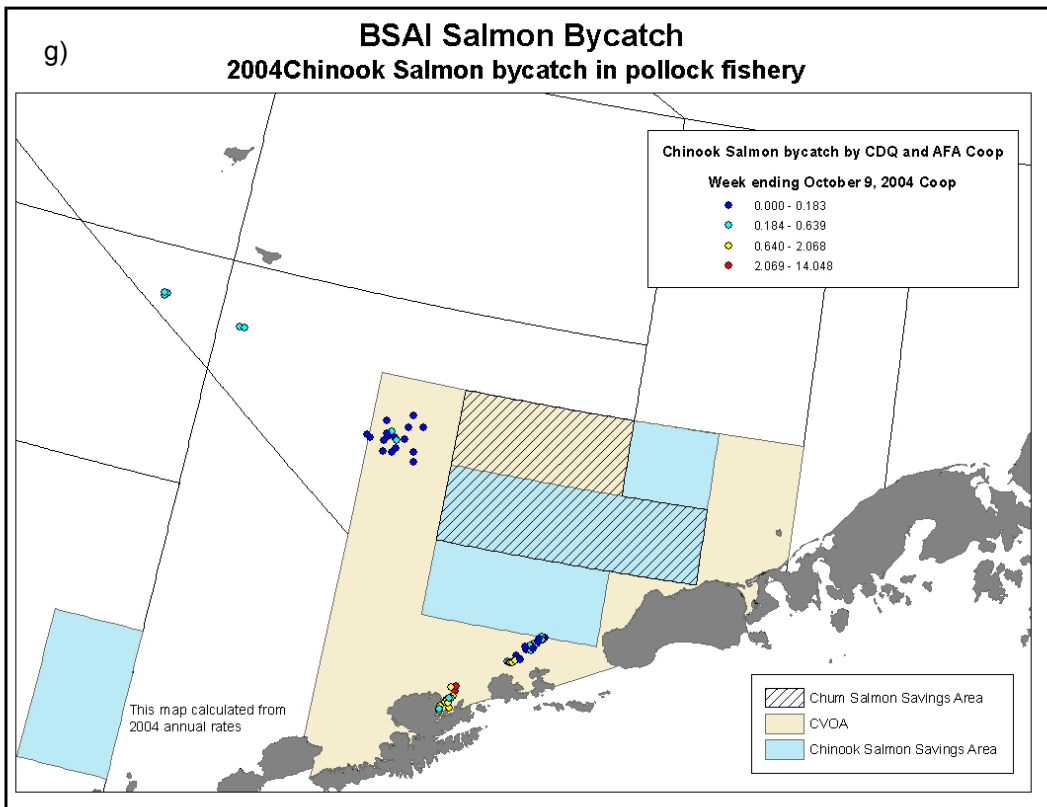 g)
BSAI Salmon Bycatch
2004Chinook Salmon bycatch in pollock fishery
Chinook Salmon bycatch by CDQ and AFA Coop
Week ending October 9, 2004 Coop
0.000 - 0.183
0.184 - 0.639
0.640 - 2.068
2.069 - 14.048
This map calculated from
2004 annual rates
Chum Salmon Savings Area
CVOA
Chinook Salmon Savings Area